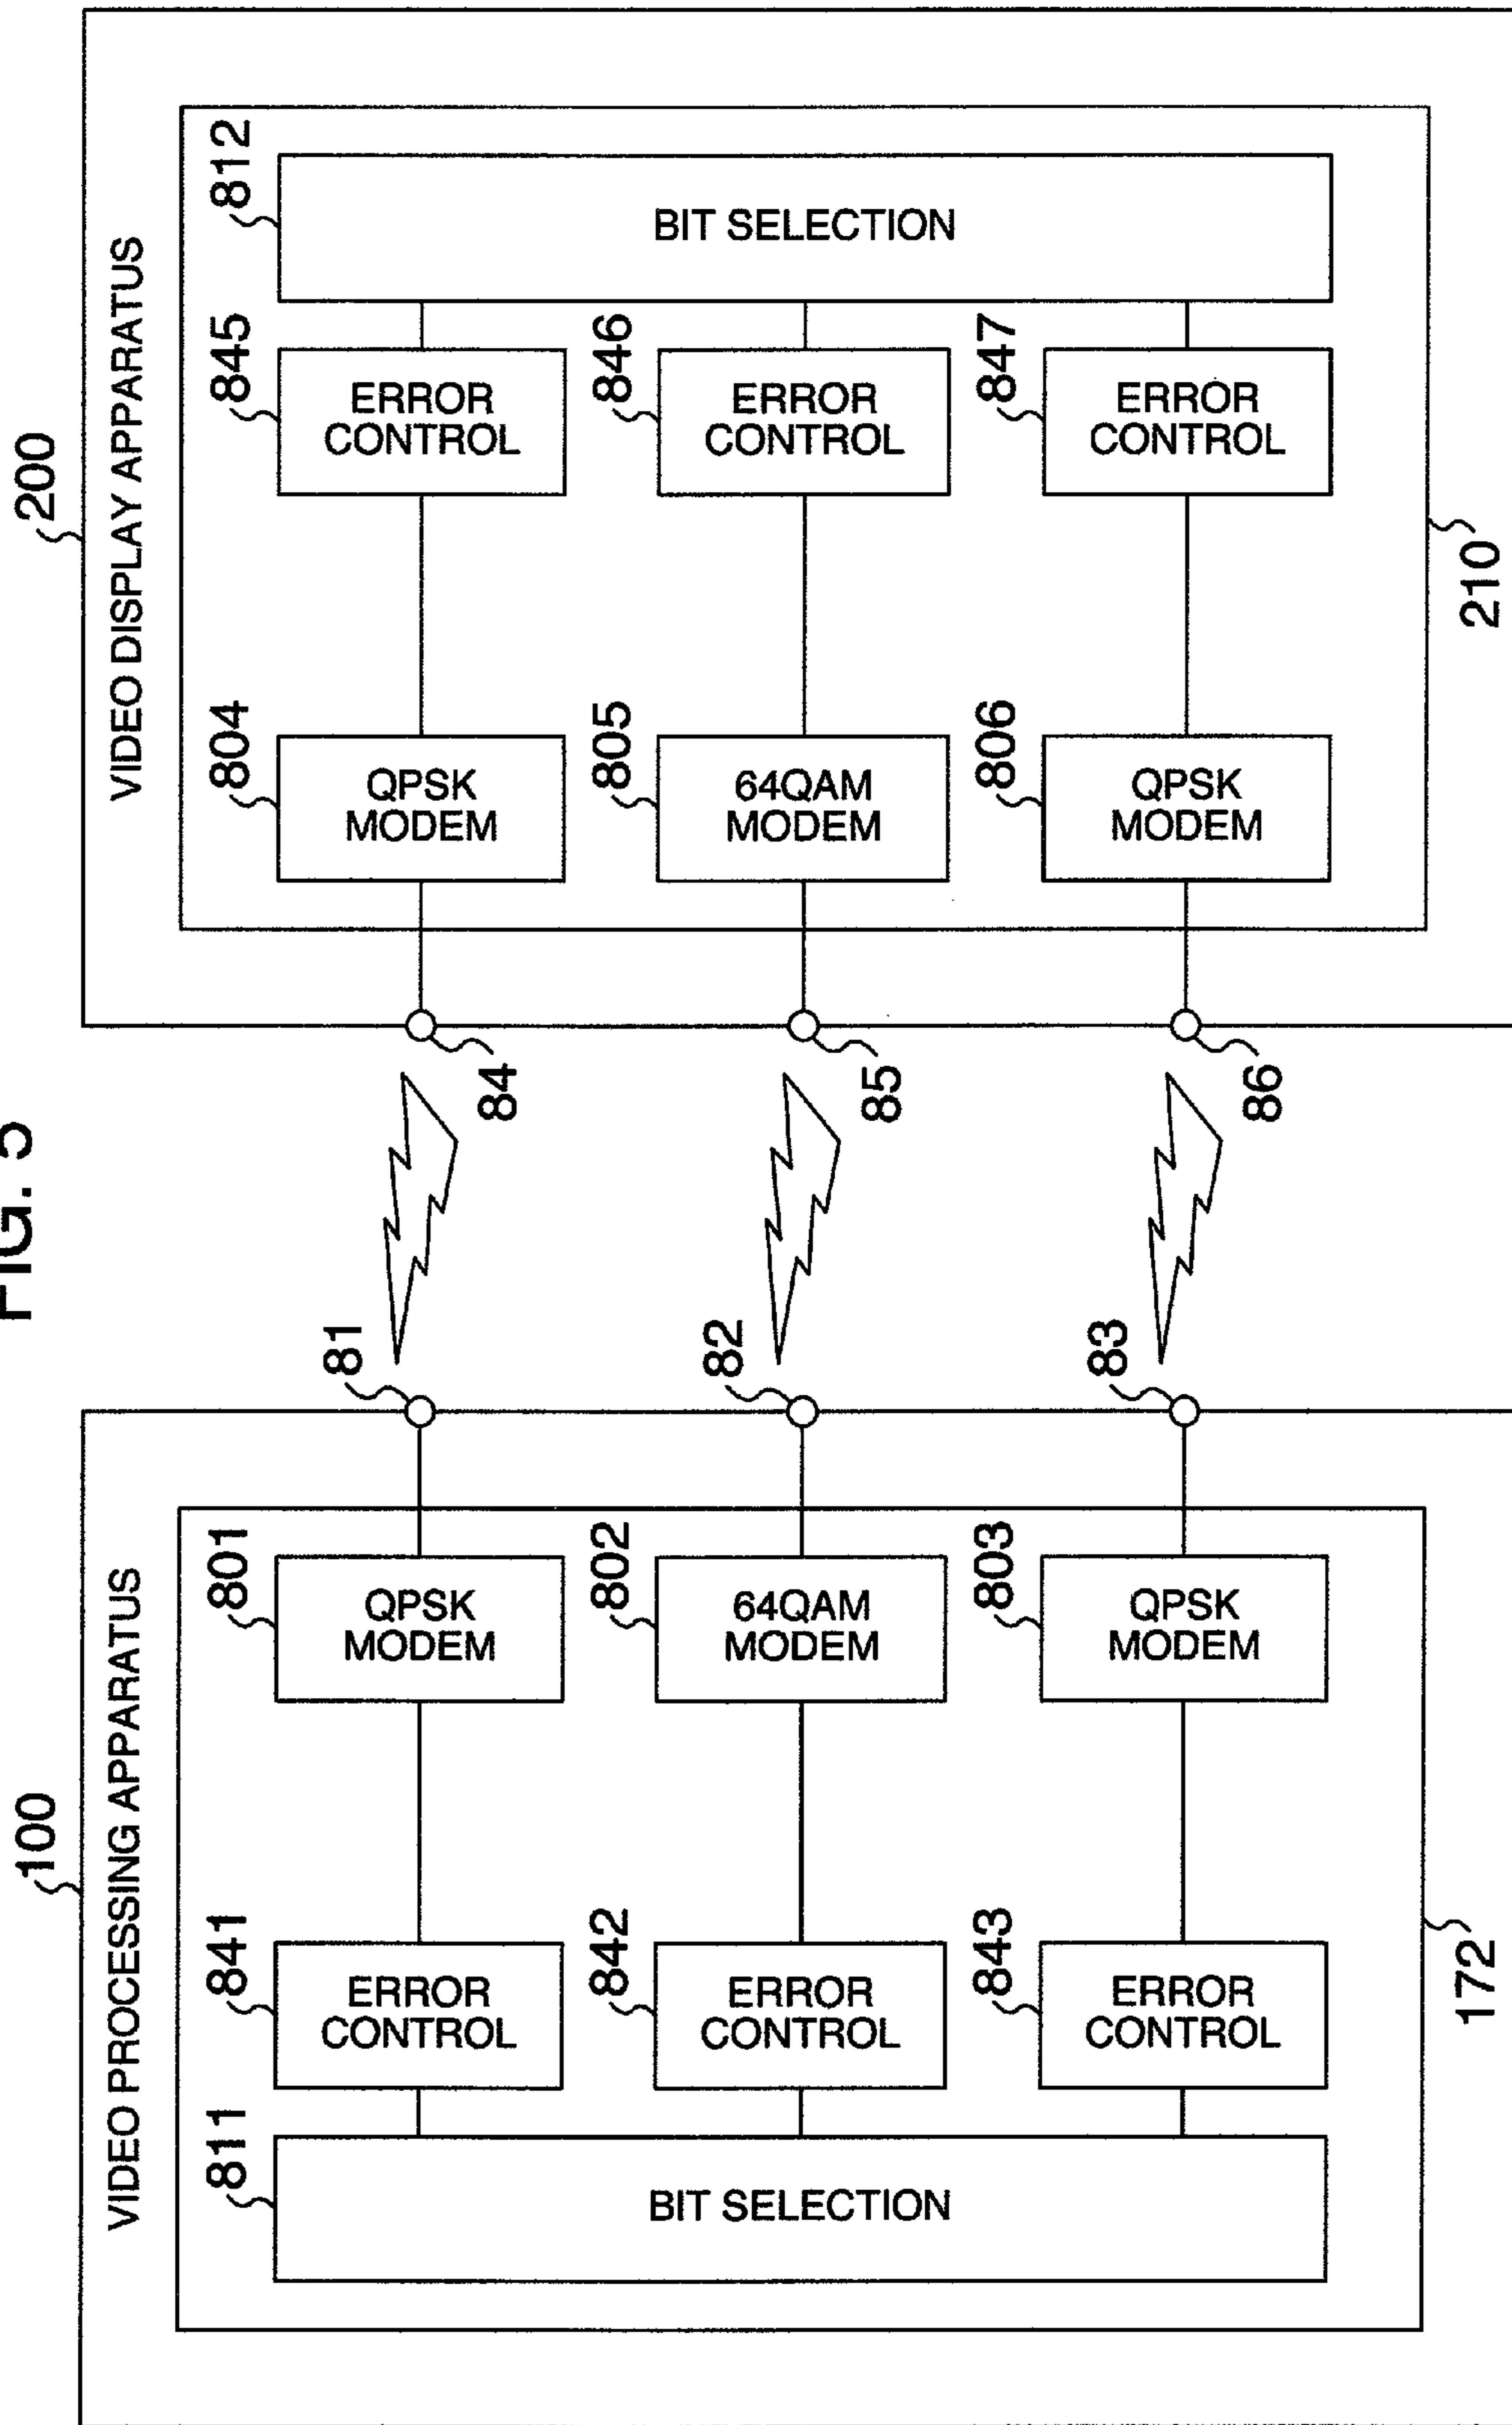 FIG. 5
100
VIDEO PROCESSING APPARATUS
811
BIT SELECTION
841
ERROR
CONTROL
801
QPSK
MODEM
81
842
ERROR
CONTROL
802
64QAM
MODEM
82
843
ERROR
CONTROL
803
QPSK
MODEM
83
172
200
VIDEO DISPLAY APPARATUS
84
804
QPSK
MODEM
845
ERROR
CONTROL
812
BIT SELECTION
85
805
64QAM
MODEM
846
ERROR
CONTROL
86
806
QPSK
MODEM
847
ERROR
CONTROL
210